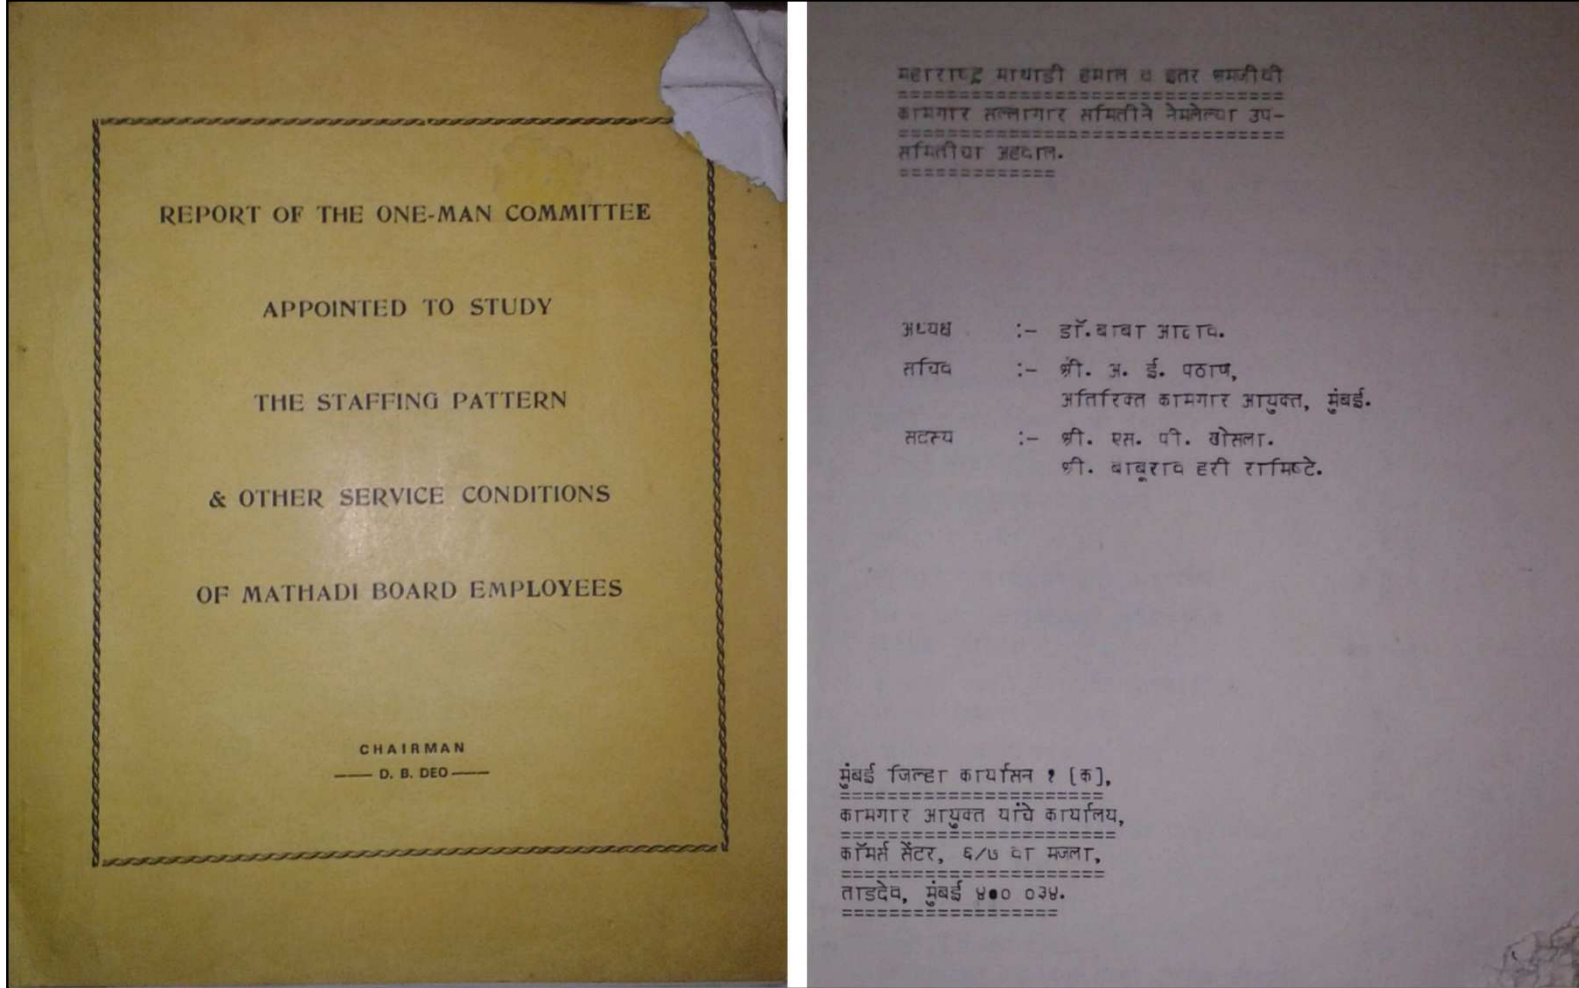 REPORT OF THE ONE-MAN COMMITTEE
APPOINTED TO STUDY
THE STAFFING PATTERN
& OTHER SERVICE CONDITIONS
OF MATHADI BOARD EMPLOYEES
CHAIRMAN
D. B. DEO
महाराष्ट्र माथाडी हमाल व इतर श्रमजीवी
कामगार सल्लागार समितीने नेमलेल्या उप-
समितीचा अहवाल.
अध्यक्ष :- डॉ. बाबा आढाव.
सचिव :- श्री. अ. ई. पठाण,
अतिरिक्त कामगार आयुक्त, मुंबई.
सदस्य :- श्री. एस. पी. खोसला.
श्री. बाबूराव हरी रामिष्टे.
मुंबई जिल्हा कार्यासन १ [क],
कामगार आयुक्त यांचे कार्यालय,
कॉमर्स सेंटर, ६/७ वा मजला,
ताडदेव, मुंबई ४०० ०३४.